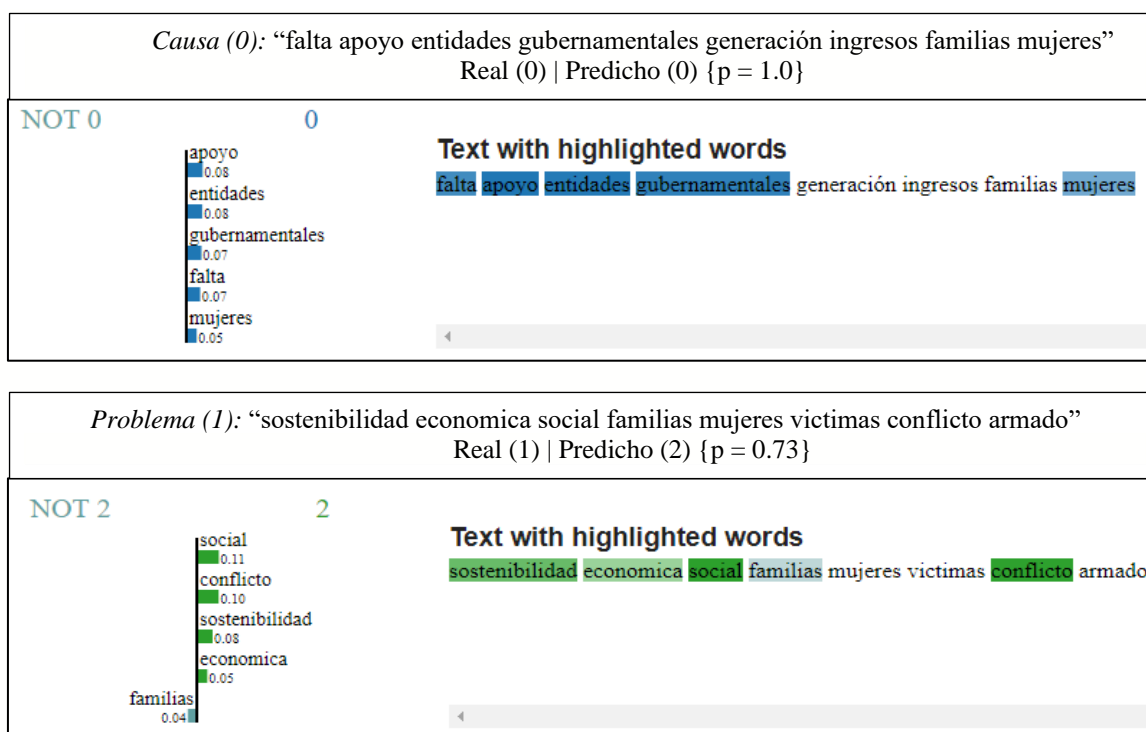 Causa (0): “falta apoyo entidades gubernamentales generación ingresos familias mujeres”
Real (0) | Predicho (0) {p = 1.0}
NOT 0
0
apoyo
0.08
entidades
0.08
gubernamentales
0.07
falta
0.07
mujeres
0.05
Text with highlighted words
falta apoyo entidades gubernamentales generación ingresos familias mujeres
Problema (1): “sostenibilidad economica social familias mujeres victimas conflicto armado”
Real (1) | Predicho (2) {p = 0.73}
NOT 2
2
social
0.11
conflicto
0.10
sostenibilidad
0.08
economica
0.05
familias
0.04
Text with highlighted words
sostenibilidad economica social familias mujeres victimas conflicto armado